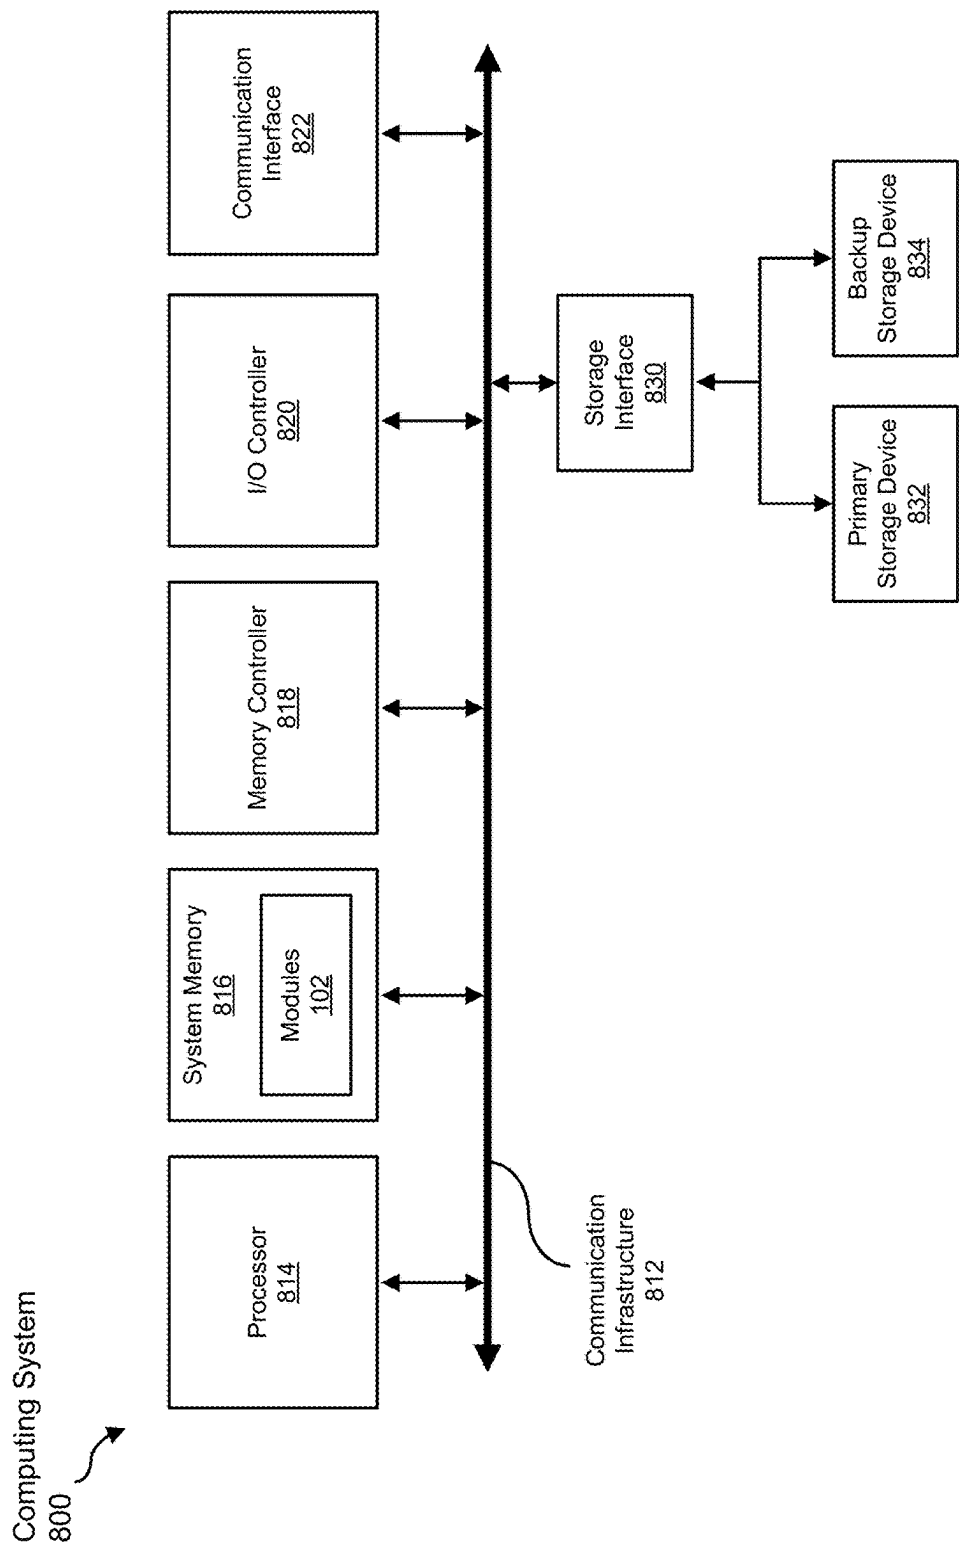 Computing System
800
Processor
814
System Memory
816
Modules
102
Memory Controller
818
I/O Controller
820
Communication
Interface
822
Communication
Infrastructure
812
Storage
Interface
830
Primary
Storage Device
832
Backup
Storage Device
834